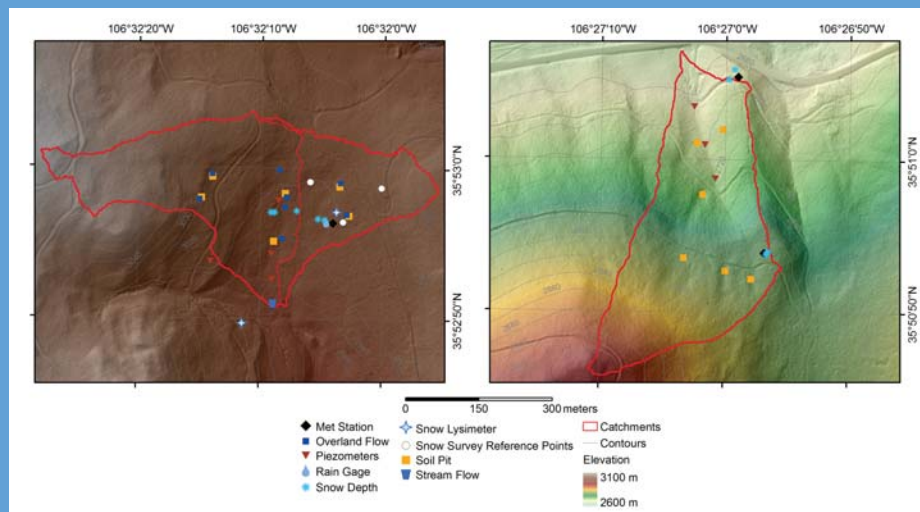 106°32'20"W 106°32'10"W 106°32'0"W
106°27'10"W 106°27'0"W 106°26'50"W
35°53'0"N
35°52'50"N
35°51'0"N
35°50'50"N
0 150 300 meters
Met Station
Overland Flow
Piezometers
Rain Gage
Snow Depth
Snow Lysimeter
Snow Survey Reference Points
Soil Pit
Stream Flow
Catchments
Contours
Elevation
3100 m
2600 m